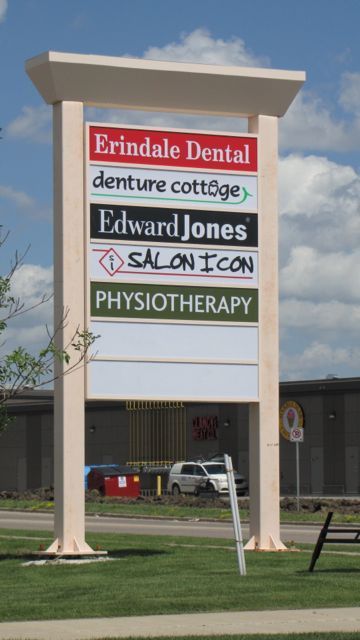 Erindale Dental
denture cottage
Edward Jones
SALON ICON
PHYSIOTHERAPY